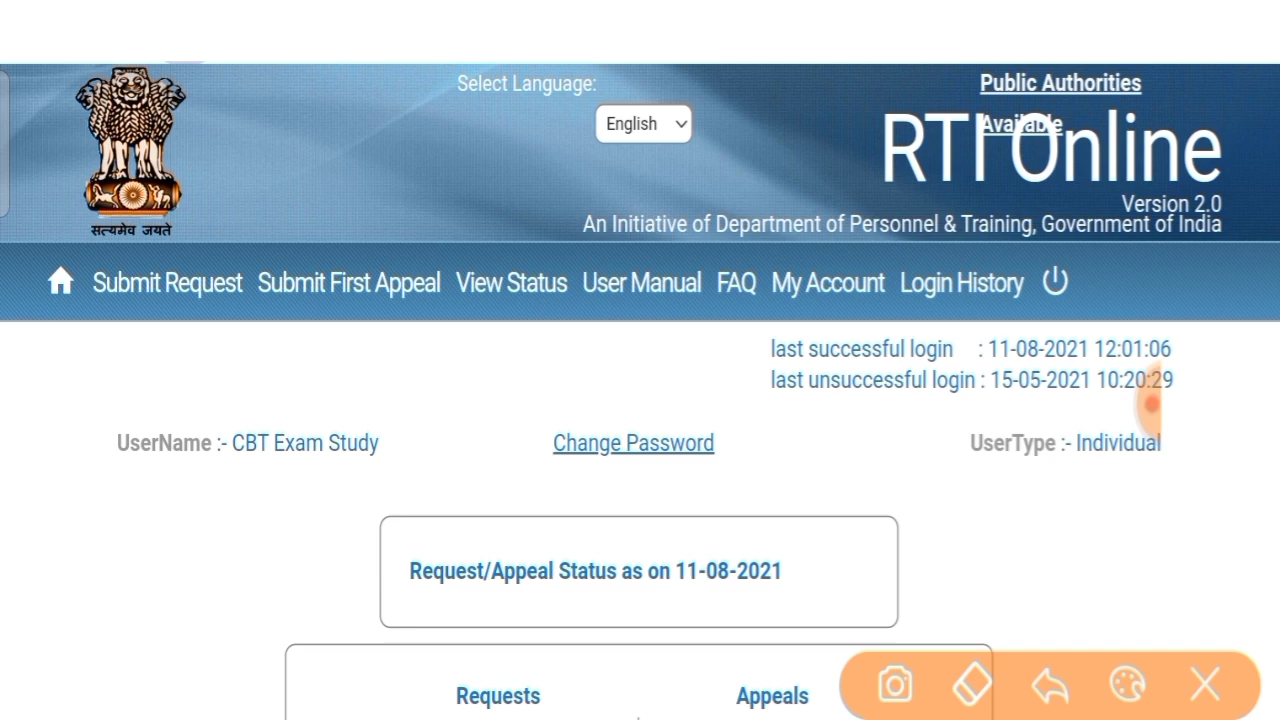 Select Language:
English
Public Authorities
Available
RTI Online
Version 2.0
An Initiative of Department of Personnel & Training, Government of India
सत्यमेव जयते
Submit Request Submit First Appeal View Status User Manual FAQ My Account Login History
last successful login : 11-08-2021 12:01:06
last unsuccessful login : 15-05-2021 10:20:29
UserName :- CBT Exam Study Change Password UserType :- Individual
Request/Appeal Status as on 11-08-2021
Requests Appeals